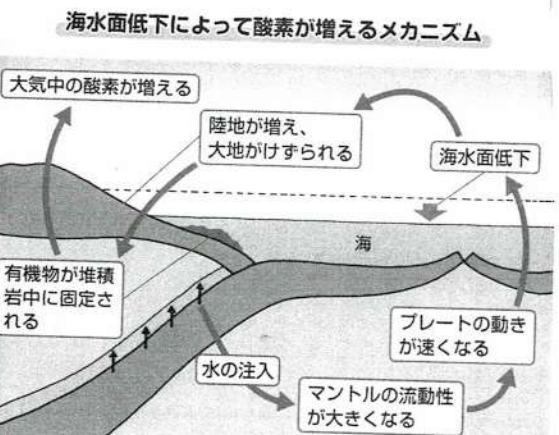 海水面低下によって酸素が増えるメカニズム
大気中の酸素が増える
陸地が増え、
大地がけずられる
海水面低下
海
有機物が堆積
岩中に固定さ
れる
プレートの動き
が速くなる
水の注入
マントルの流動性
が大きくなる